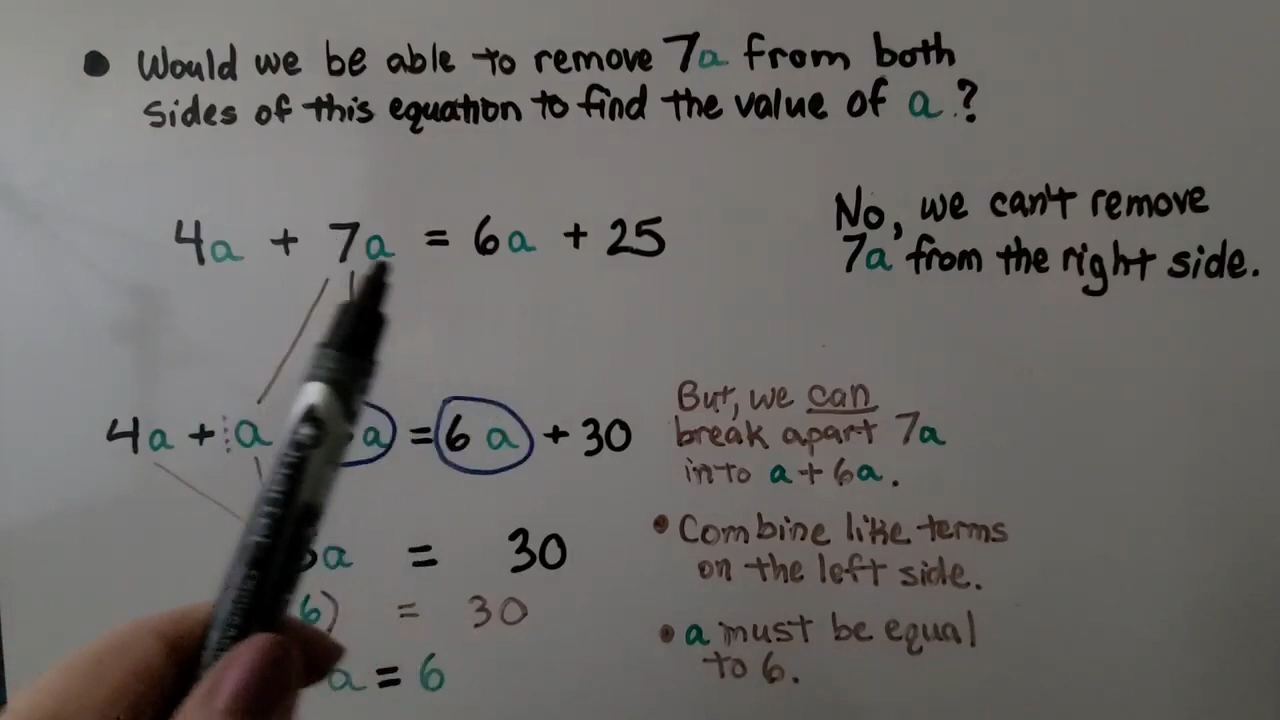 • Would we be able to remove 7a from both
sides of this equation to find the value of a?
4a + 7a = 6a + 25
No, we can't remove
7a from the right side.
4a + a a = 6a + 30
But, we can
break apart 7a
into a + 6a.
a = 30
• Combine like terms
on the left side.
6) = 30
• a must be equal
to 6.
a = 6